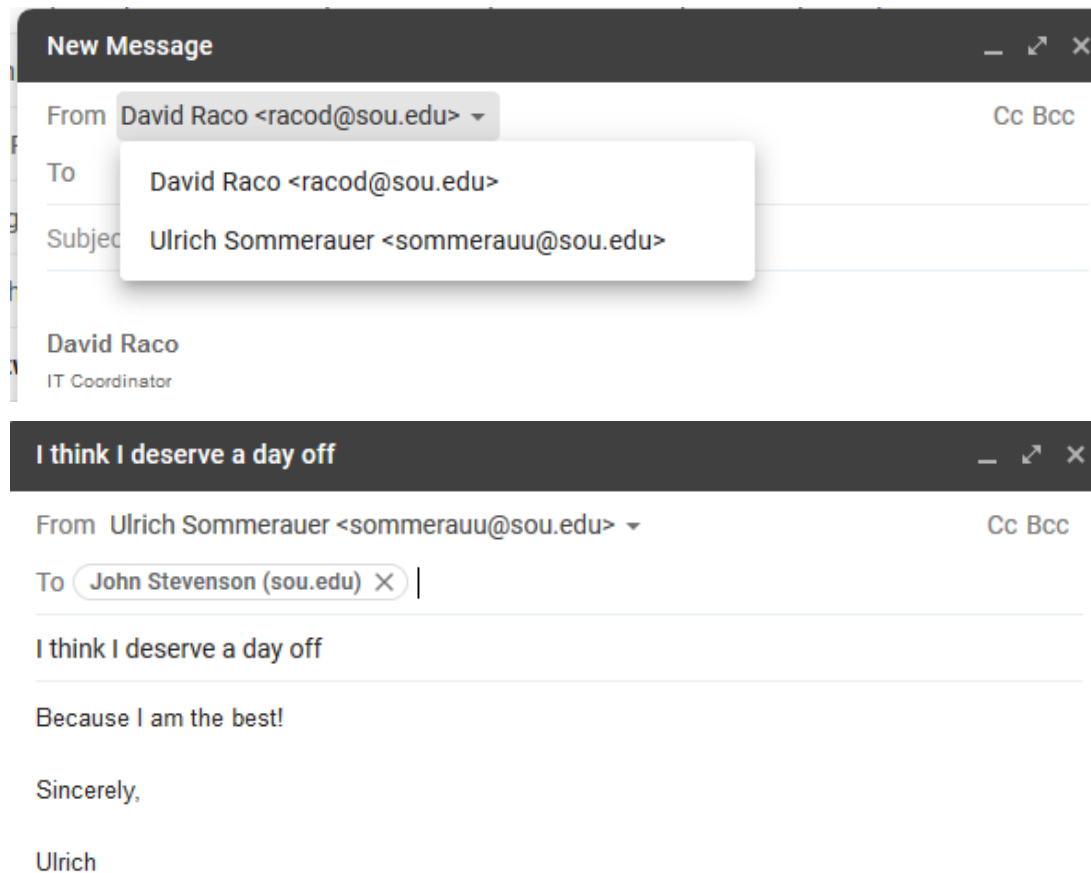 New Message
From David Raco <racod@sou.edu> Cc Bcc
To David Raco <racod@sou.edu>
Ulrich Sommerauer <sommerauu@sou.edu>
David Raco
IT Coordinator
I think I deserve a day off
From Ulrich Sommerauer <sommerauu@sou.edu> Cc Bcc
To John Stevenson (sou.edu)
I think I deserve a day off
Because I am the best!
Sincerely,
Ulrich